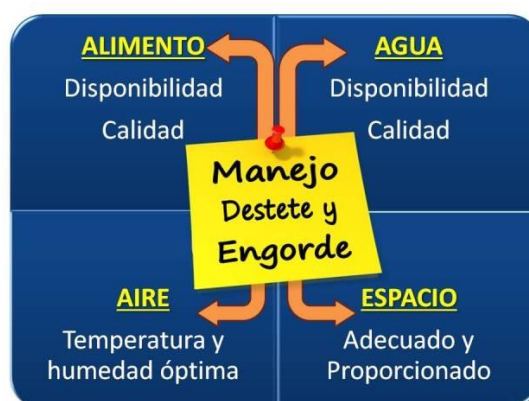 ALIMENTO
Disponibilidad
Calidad
AGUA
Disponibilidad
Calidad
Manejo
Destete y
Engorde
AIRE
Temperatura y
humedad óptima
ESPACIO
Adecuado y
Proporcionado